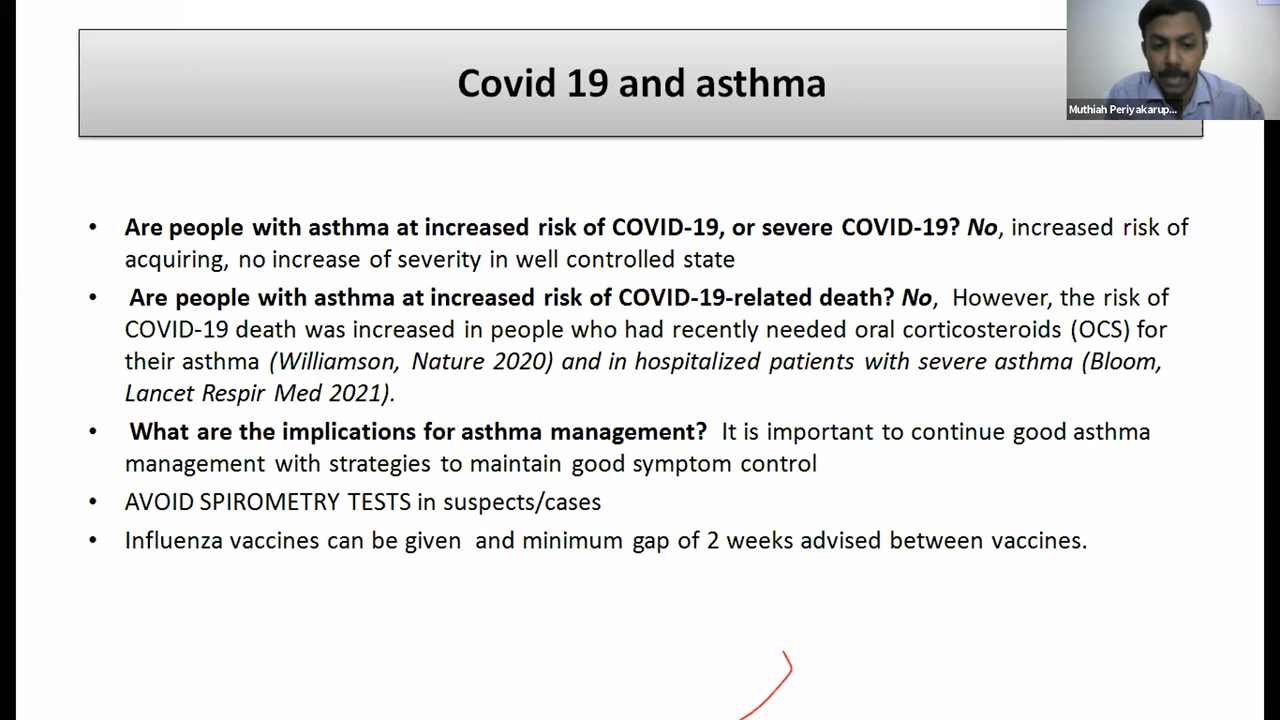 Covid 19 and asthma
Muthiah Periyakarup...
• Are people with asthma at increased risk of COVID-19, or severe COVID-19? No, increased risk of
acquiring, no increase of severity in well controlled state
• Are people with asthma at increased risk of COVID-19-related death? No, However, the risk of
COVID-19 death was increased in people who had recently needed oral corticosteroids (OCS) for
their asthma (Williamson, Nature 2020) and in hospitalized patients with severe asthma (Bloom,
Lancet Respir Med 2021).
• What are the implications for asthma management? It is important to continue good asthma
management with strategies to maintain good symptom control
• AVOID SPIROMETRY TESTS in suspects/cases
• Influenza vaccines can be given and minimum gap of 2 weeks advised between vaccines.